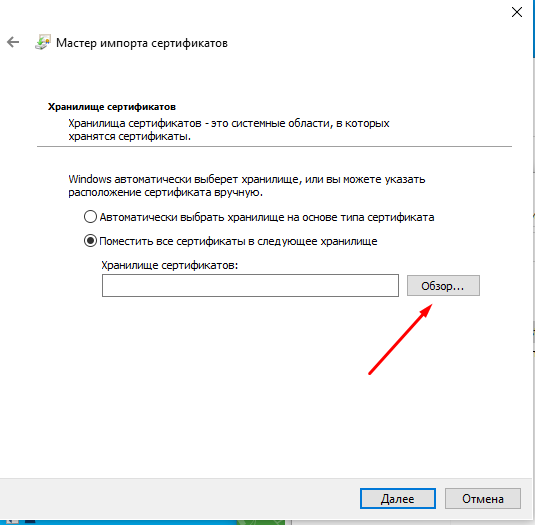 Мастер импорта сертификатов
Хранилище сертификатов
Хранилища сертификатов - это системные области, в которых
хранятся сертификаты.
Windows автоматически выберет хранилище, или вы можете указать
расположение сертификата вручную.
Автоматически выбрать хранилище на основе типа сертификата
Поместить все сертификаты в следующее хранилище
Хранилище сертификатов:
Обзор...
Далее
Отмена